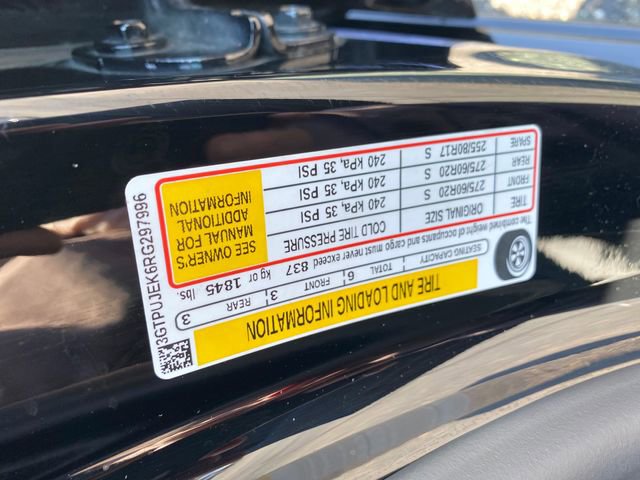 TIRE AND LOADING INFORMATION
SEATING CAPACITY TOTAL 6 FRONT 3 REAR 3
The combined weight of occupants and cargo must never exceed 837 kg or 1845 lbs.
TIRE ORIGINAL SIZE COLD TIRE PRESSURE
FRONT 275/60R20 S 240 kPa, 35 PSI
REAR 275/60R20 S 240 kPa, 35 PSI
SPARE 255/80R17 240 kPa, 35 PSI
SEE OWNER'S
MANUAL FOR
ADDITIONAL
INFORMATION
3GTPUJEK6RG297996